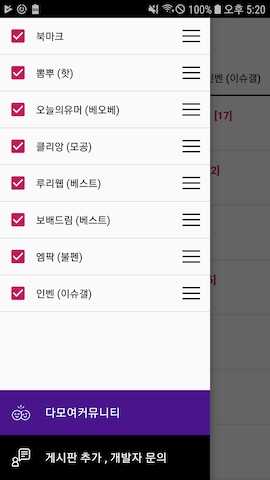 100% 오후 5:20
북마크
뽐뿌 (핫)
오늘의유머 (베오베)
클리앙 (모공)
루리웹 (베스트)
보배드림 (베스트)
엠팍 (불펜)
인벤 (이슈갤)
인벤 (이슈갤)
[17]
다모여커뮤니티
게시판 추가 , 개발자 문의